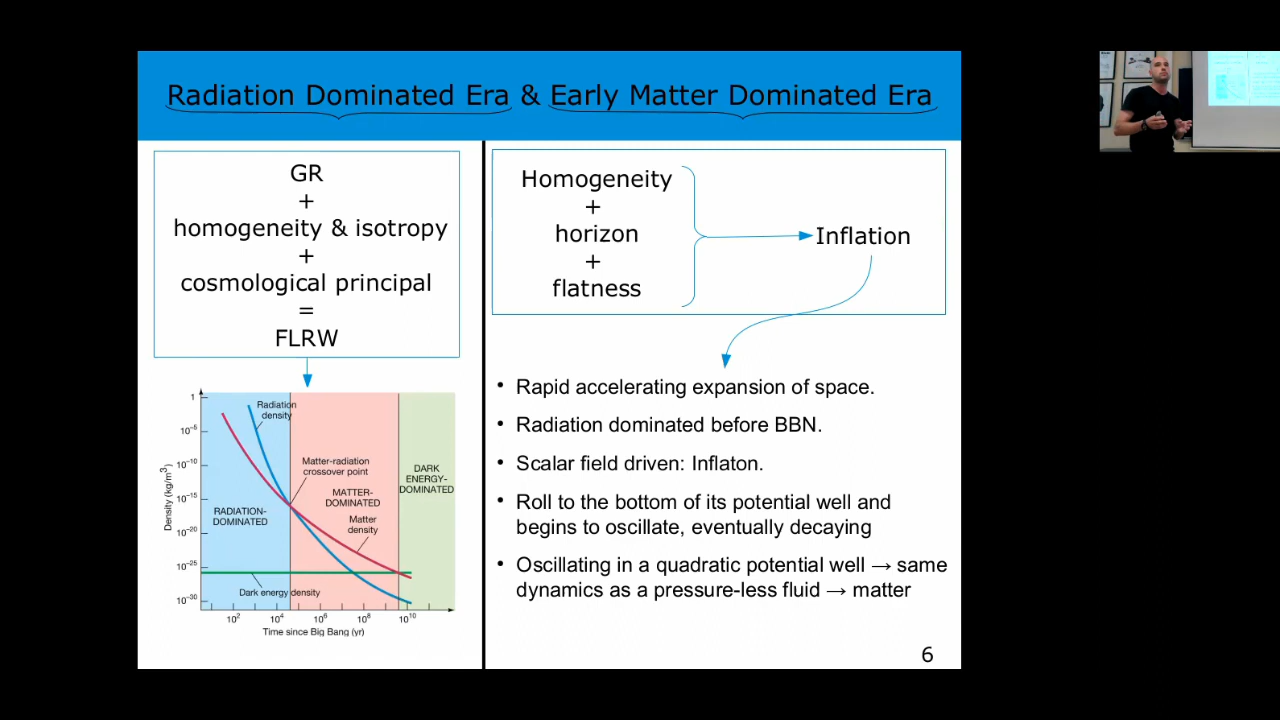 Radiation Dominated Era & Early Matter Dominated Era
GR
+
homogeneity & isotropy
+
cosmological principal
=
FLRW
1
10⁻⁵
10⁻¹⁰
10⁻¹⁵
10⁻²⁰
10⁻²⁵
10⁻³⁰
Density (kg/m³)
Radiation
density
Matter-radiation
crossover point
RADIATION-
DOMINATED
MATTER-
DOMINATED
Matter
density
DARK
ENERGY-
DOMINATED
Dark energy density
10² 10⁴ 10⁶ 10⁸ 10¹⁰
Time since Big Bang (yr)
Homogeneity
+
horizon
+
flatness
Inflation
• Rapid accelerating expansion of space.
• Radiation dominated before BBN.
• Scalar field driven: Inflaton.
• Roll to the bottom of its potential well and
begins to oscillate, eventually decaying
• Oscillating in a quadratic potential well → same
dynamics as a pressure-less fluid → matter
6